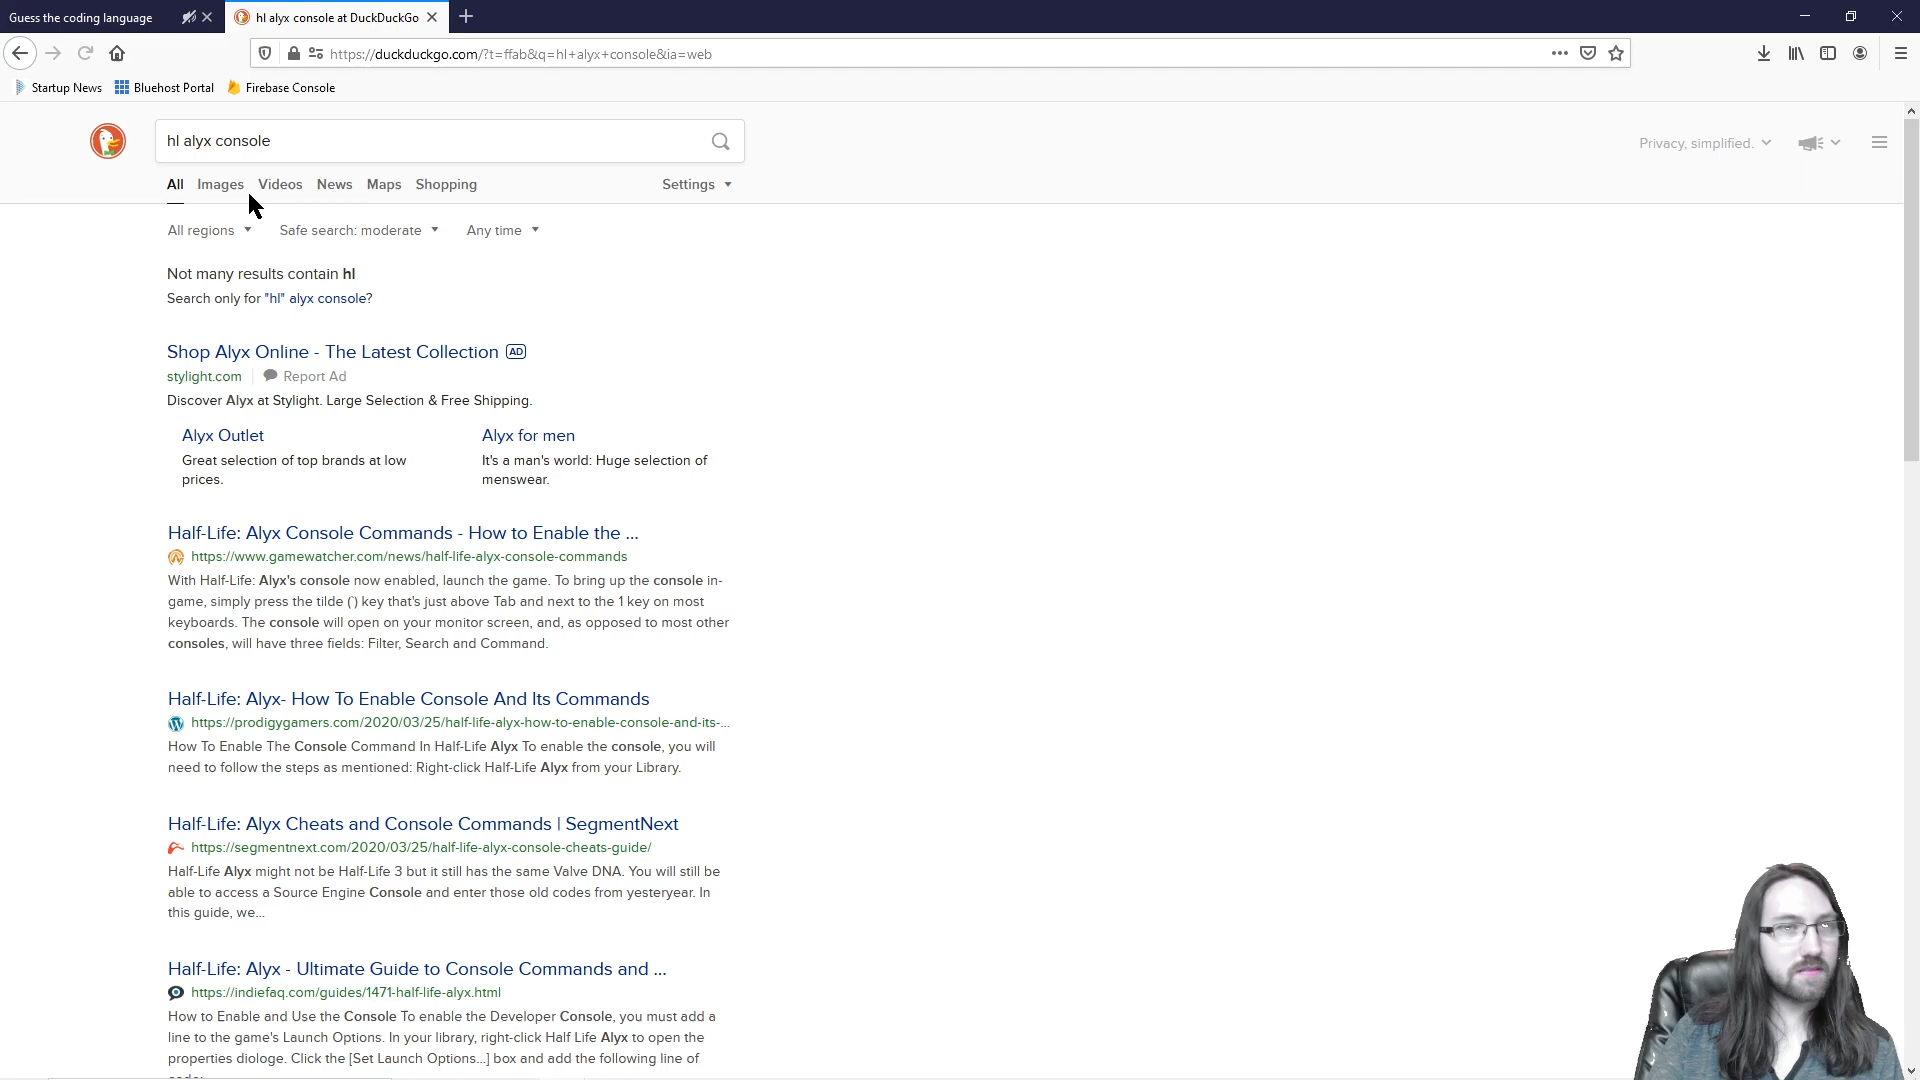 Guess the coding language
hl alyx console at DuckDuckGo
https://duckduckgo.com/?t=ffab&q=hl+alyx+console&ia=web
Startup News
Bluehost Portal
Firebase Console
hl alyx console
Privacy, simplified.
All
Images
Videos
News
Maps
Shopping
Settings
All regions
Safe search: moderate
Any time
Not many results contain hl
Search only for "hl" alyx console?
Shop Alyx Online - The Latest Collection AD
stylight.com
Report Ad
Discover Alyx at Stylight. Large Selection & Free Shipping.
Alyx Outlet
Great selection of top brands at low
prices.
Alyx for men
It's a man's world: Huge selection of
menswear.
Half-Life: Alyx Console Commands - How to Enable the ...
https://www.gamewatcher.com/news/half-life-alyx-console-commands
With Half-Life: Alyx's console now enabled, launch the game. To bring up the console in-
game, simply press the tilde (`) key that's just above Tab and next to the 1 key on most
keyboards. The console will open on your monitor screen, and, as opposed to most other
consoles, will have three fields: Filter, Search and Command.
Half-Life: Alyx- How To Enable Console And Its Commands
https://prodigygamers.com/2020/03/25/half-life-alyx-how-to-enable-console-and-its-...
How To Enable The Console Command In Half-Life Alyx To enable the console, you will
need to follow the steps as mentioned: Right-click Half-Life Alyx from your Library.
Half-Life: Alyx Cheats and Console Commands | SegmentNext
https://segmentnext.com/2020/03/25/half-life-alyx-console-cheats-guide/
Half-Life Alyx might not be Half-Life 3 but it still has the same Valve DNA. You will still be
able to access a Source Engine Console and enter those old codes from yesteryear. In
this guide, we...
Half-Life: Alyx - Ultimate Guide to Console Commands and ...
https://indiefaq.com/guides/1471-half-life-alyx.html
How to Enable and Use the Console To enable the Developer Console, you must add a
line to the game's Launch Options. In your library, right-click Half Life Alyx to open the
properties dialoge. Click the [Set Launch Options...] box and add the following line of